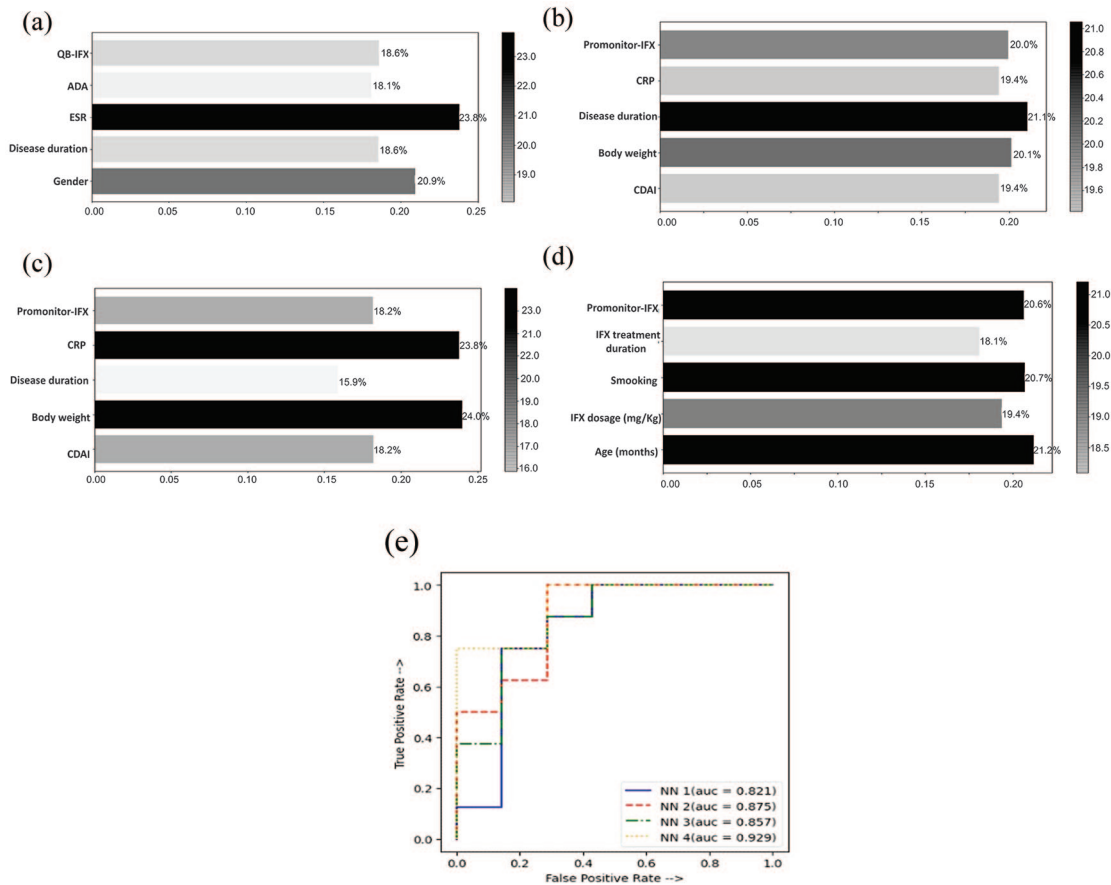 (a)
QB-IFX
18.6%
ADA
18.1%
ESR
23.8%
Disease duration
18.6%
Gender
20.9%
0.00 0.05 0.10 0.15 0.20 0.25
23.0
22.0
21.0
20.0
19.0
(b)
Promonitor-IFX
20.0%
CRP
19.4%
Disease duration
21.1%
Body weight
20.1%
CDAI
19.4%
0.00 0.05 0.10 0.15 0.20
21.0
20.8
20.6
20.4
20.2
20.0
19.8
19.6
(c)
Promonitor-IFX
18.2%
CRP
23.8%
Disease duration
15.9%
Body weight
24.0%
CDAI
18.2%
0.00 0.05 0.10 0.15 0.20 0.25
23.0
21.0
22.0
20.0
19.0
18.0
17.0
16.0
(d)
Promonitor-IFX
20.6%
IFX treatment
duration
18.1%
Smooking
20.7%
IFX dosage (mg/Kg)
19.4%
Age (months)
21.2%
0.00 0.05 0.10 0.15 0.20
21.0
20.5
20.0
19.5
19.0
18.5
(e)
True Positive Rate -->
1.0
0.8
0.6
0.4
0.2
0.0
NN 1(auc = 0.821)
NN 2(auc = 0.875)
NN 3(auc = 0.857)
NN 4(auc = 0.929)
0.0 0.2 0.4 0.6 0.8 1.0
False Positive Rate -->